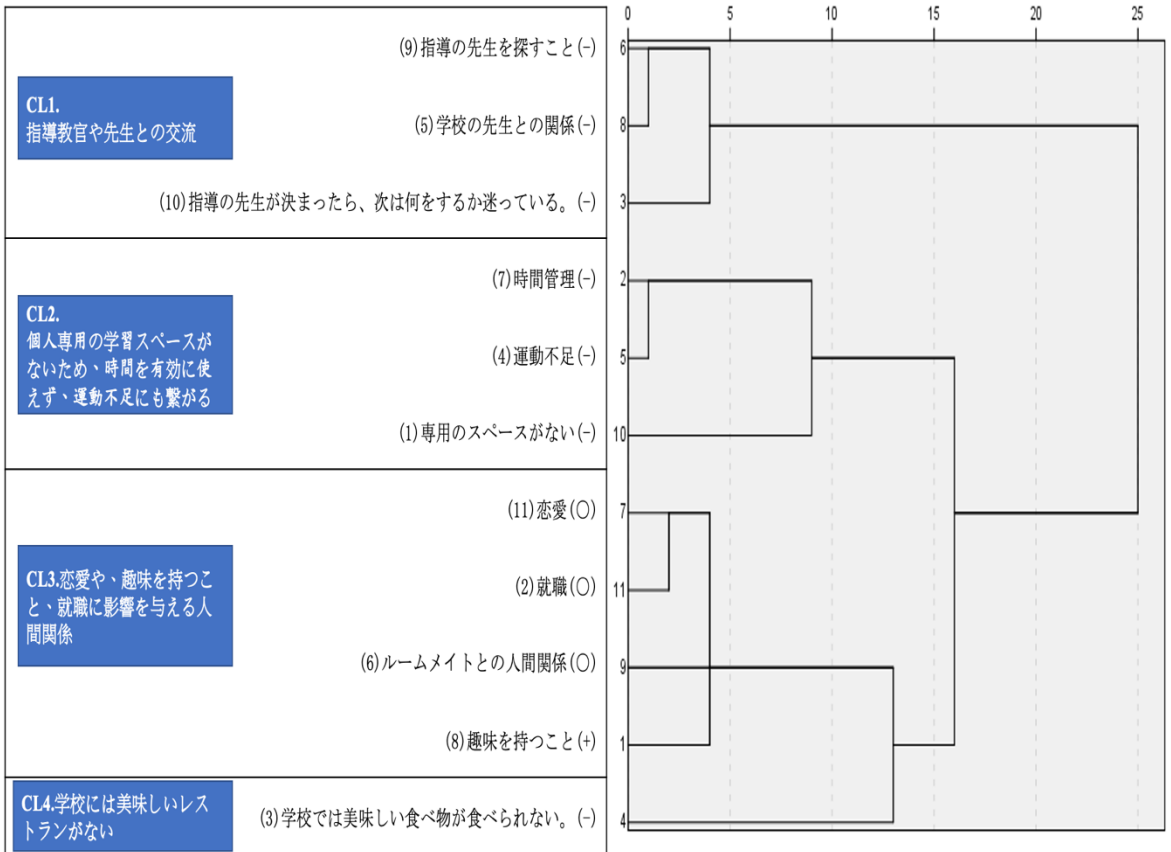 0 5 10 15 20 25
(9)指導の先生を探すこと(-)
6
CL1.
指導教官や先生との交流
(5)学校の先生との関係(-)
8
(10)指導の先生が決まったら、次は何をするか迷っている。(-)
3
(7)時間管理(-)
2
CL2.
個人専用の学習スペースが
ないため、時間を有効に使
えず、運動不足にも繋がる
(4)運動不足(-)
5
(1)専用のスペースがない(-)
10
(11)恋愛(○)
7
CL3.恋愛や、趣味を持つこ
と、就職に影響を与える人
間関係
(2)就職(○)
11
(6)ルームメイトとの人間関係(○)
9
(8)趣味を持つこと(+)
1
CL4.学校には美味しいレス
トランがない
(3)学校では美味しい食べ物が食べられない。(-)
4